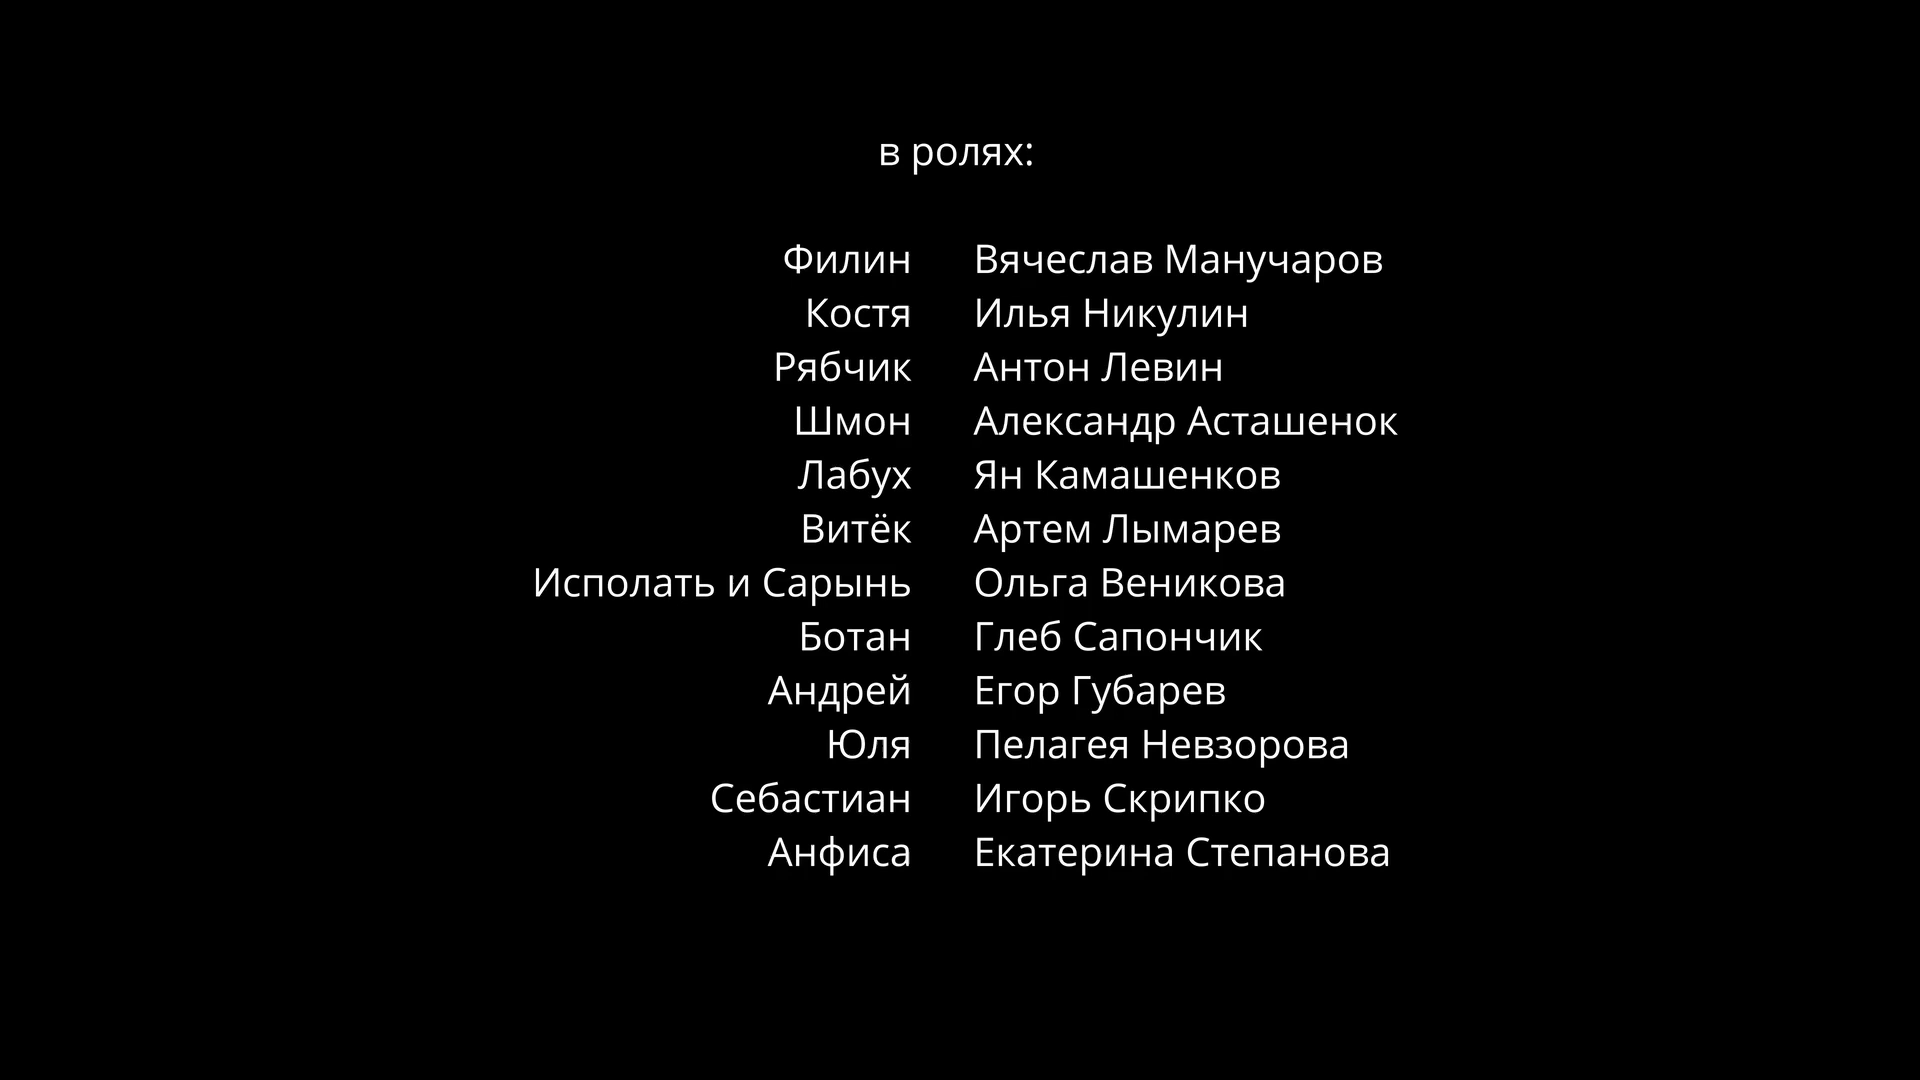 в ролях:
Филин Вячеслав Манучаров
Костя Илья Никулин
Рябчик Антон Левин
Шмон Александр Асташенок
Лабух Ян Камашенков
Витёк Артем Лымарев
Исполать и Сарынь Ольга Веникова
Ботан Глеб Сапончик
Андрей Егор Губарев
Юля Пелагея Невзорова
Себастиан Игорь Скрипко
Анфиса Екатерина Степанова